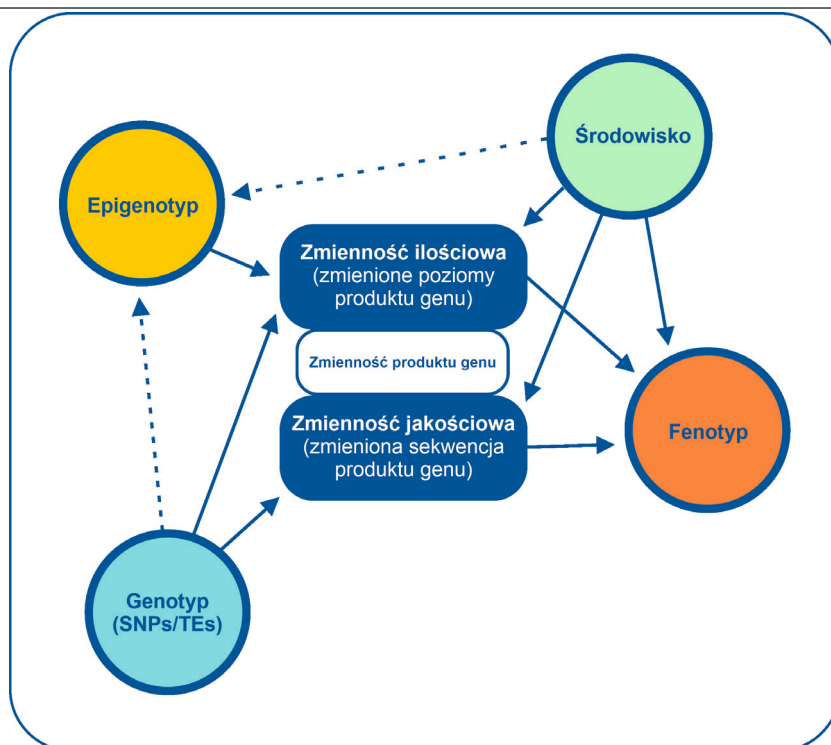 Środowisko
Epigenotyp
Zmienność ilościowa
(zmienione poziomy
produktu genu)
Zmienność produktu genu
Zmienność jakościowa
(zmieniona sekwencja
produktu genu)
Fenotyp
Genotyp
(SNPs/TEs)